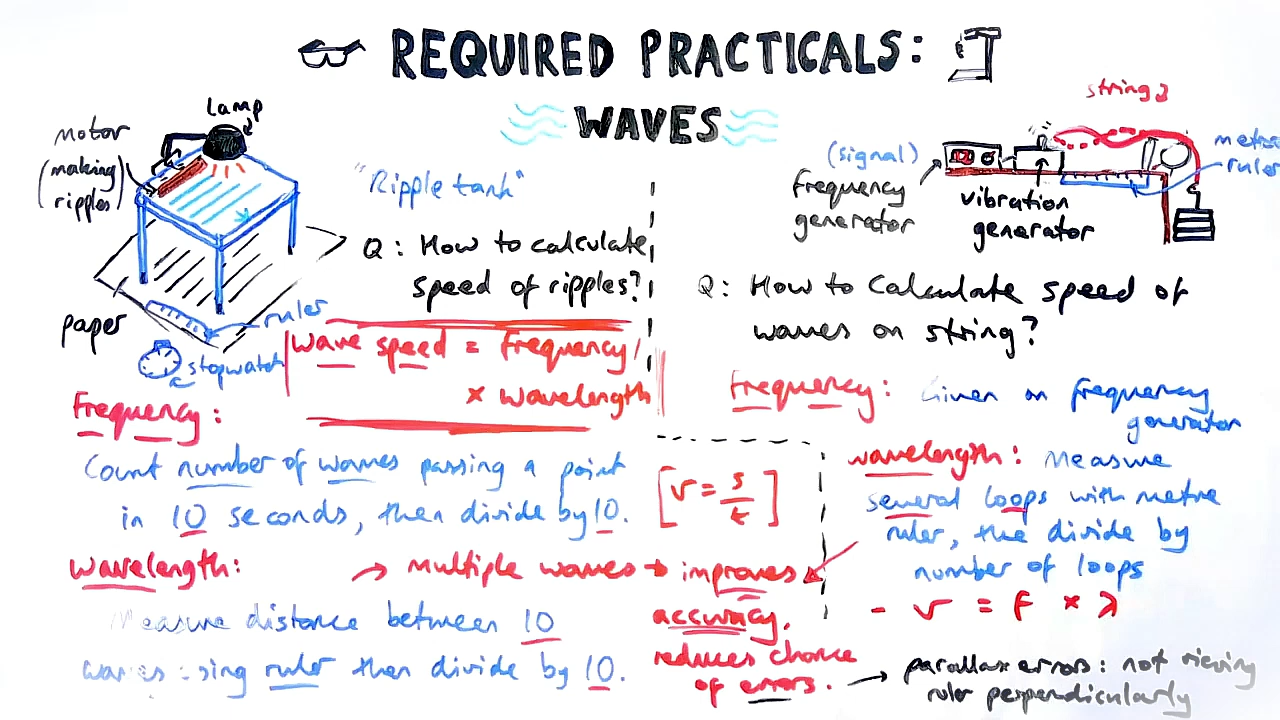 REQUIRED PRACTICALS:
WAVES
Lamp
motor
(making
ripples)
"Ripple tank"
Q: How to calculate
speed of ripples?
paper
ruler
stopwatch
wave speed = frequency
× wavelength
frequency:
Count number of waves passing a point
in 10 seconds, then divide by 10.
[v = s/t]
wavelength:
Measure distance between 10
waves using ruler then divide by 10.
→ multiple waves → improves
accuracy,
reduces chance
of errors.
string
(signal)
frequency
generator
vibration
generator
metre
ruler
Q: How to calculate speed of
waves on string?
frequency: Given on frequency
generator
wavelength: Measure
several loops with metre
ruler, the divide by
number of loops
- v = f × λ
→ parallax errors: not viewing
ruler perpendicularly